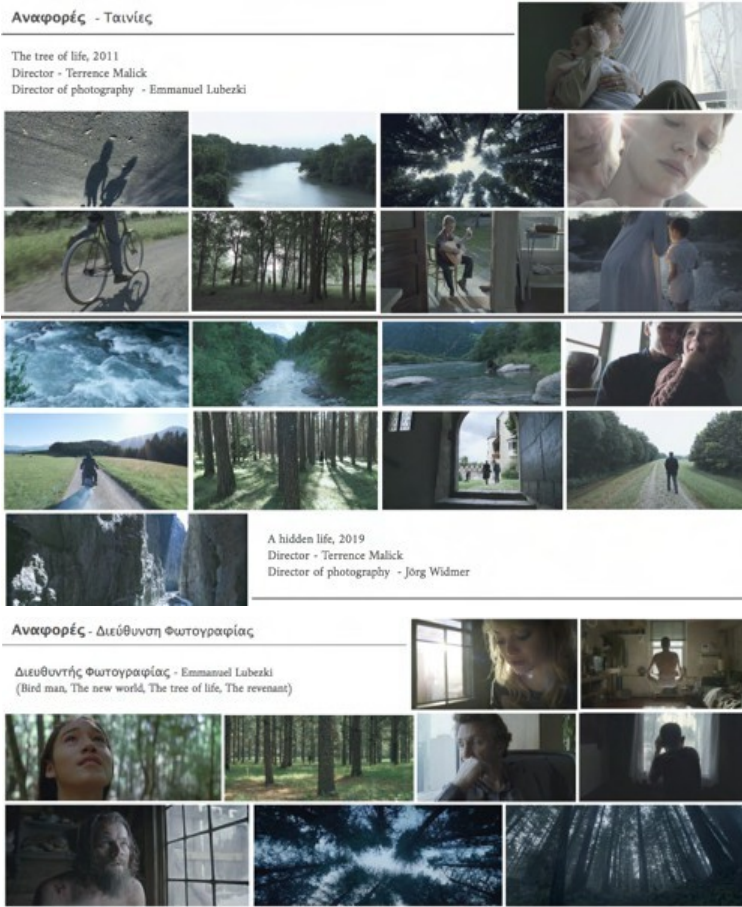 Αναφορές - Ταινίες
The tree of life, 2011
Director - Terrence Malick
Director of photography - Emmanuel Lubezki
A hidden life, 2019
Director - Terrence Malick
Director of photography - Jörg Widmer
Αναφορές - Διεύθυνση Φωτογραφίας
Διευθυντής Φωτογραφίας - Emmanuel Lubezki
(Bird man, The new world, The tree of life, The revenant)